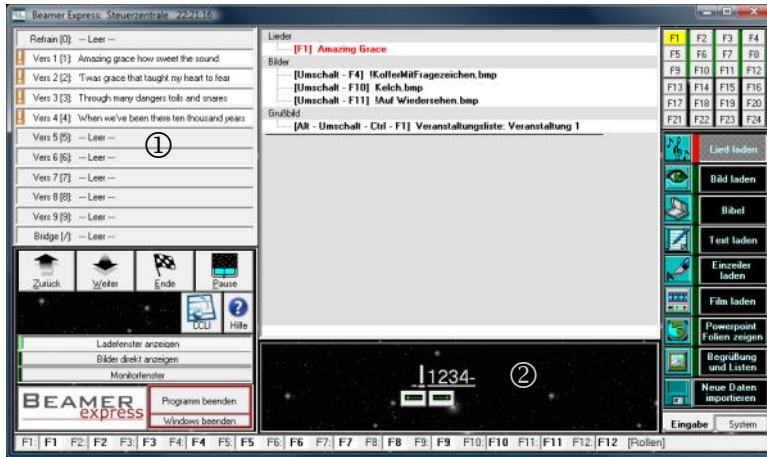 Beamer Express: Steuerzentrale 22:21:16
Refrain [0]: --- Leer ---
Vers 1 [1]: Amazing grace how sweet the sound
Vers 2 [2]: 'Twas grace that taught my heart to fear
Vers 3 [3]: Through many dangers toils and snares
Vers 4 [4]: When we've been there ten thousand years
Vers 5 [5]: --- Leer ---
①
Vers 6 [6]: --- Leer ---
Vers 7 [7]: --- Leer ---
Vers 8 [8]: --- Leer ---
Vers 9 [9]: --- Leer ---
Bridge [/]: --- Leer ---
Zurück Weiter Ende Pause
CCLI Hilfe
Ladefenster anzeigen
Bilder direkt anzeigen
Monitorfenster
BEAMER
express
Programm beenden
Windows beenden
Lieder
[F1] Amazing Grace
Bilder
[Umschalt - F4] !KofferMitFragezeichen.bmp
[Umschalt - F10] Kelch.bmp
[Umschalt - F11] !Auf Wiedersehen.bmp
Grußbild
[Alt - Umschalt - Ctrl - F1] Veranstaltungsliste: Veranstaltung 1
1234-
②
F1 F2 F3 F4
F5 F6 F7 F8
F9 F10 F11 F12
F13 F14 F15 F16
F17 F18 F19 F20
F21 F22 F23 F24
Lied laden
Bild laden
Bibel
Text laden
Einzeiler
laden
Film laden
Powerpoint
Folien zeigen
Begrüßung
und Listen
Neue Daten
importieren
Eingabe System
F1: F1 F2: F2 F3: F3 F4: F4 F5: F5 F6: F6 F7: F7 F8: F8 F9: F9 F10: F10 F11: F11 F12: F12 [Rollen]